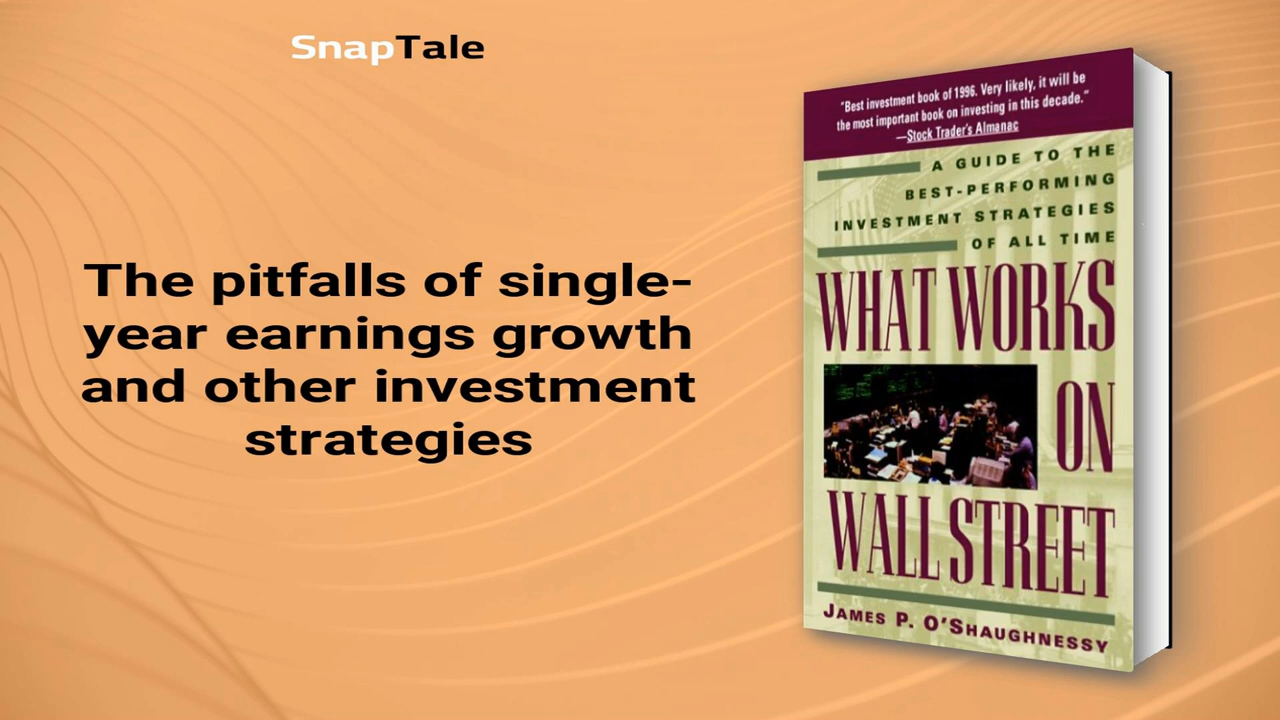 SnapTale
The pitfalls of single-
year earnings growth
and other investment
strategies
“Best investment book of 1996. Very likely, it will be
the most important book on investing in this decade.”
—Stock Trader’s Almanac
A GUIDE TO THE
BEST-PERFORMING
INVESTMENT STRATEGIES
OF ALL TIME
WHAT WORKS
ON
WALL STREET
JAMES P. O’SHAUGHNESSY